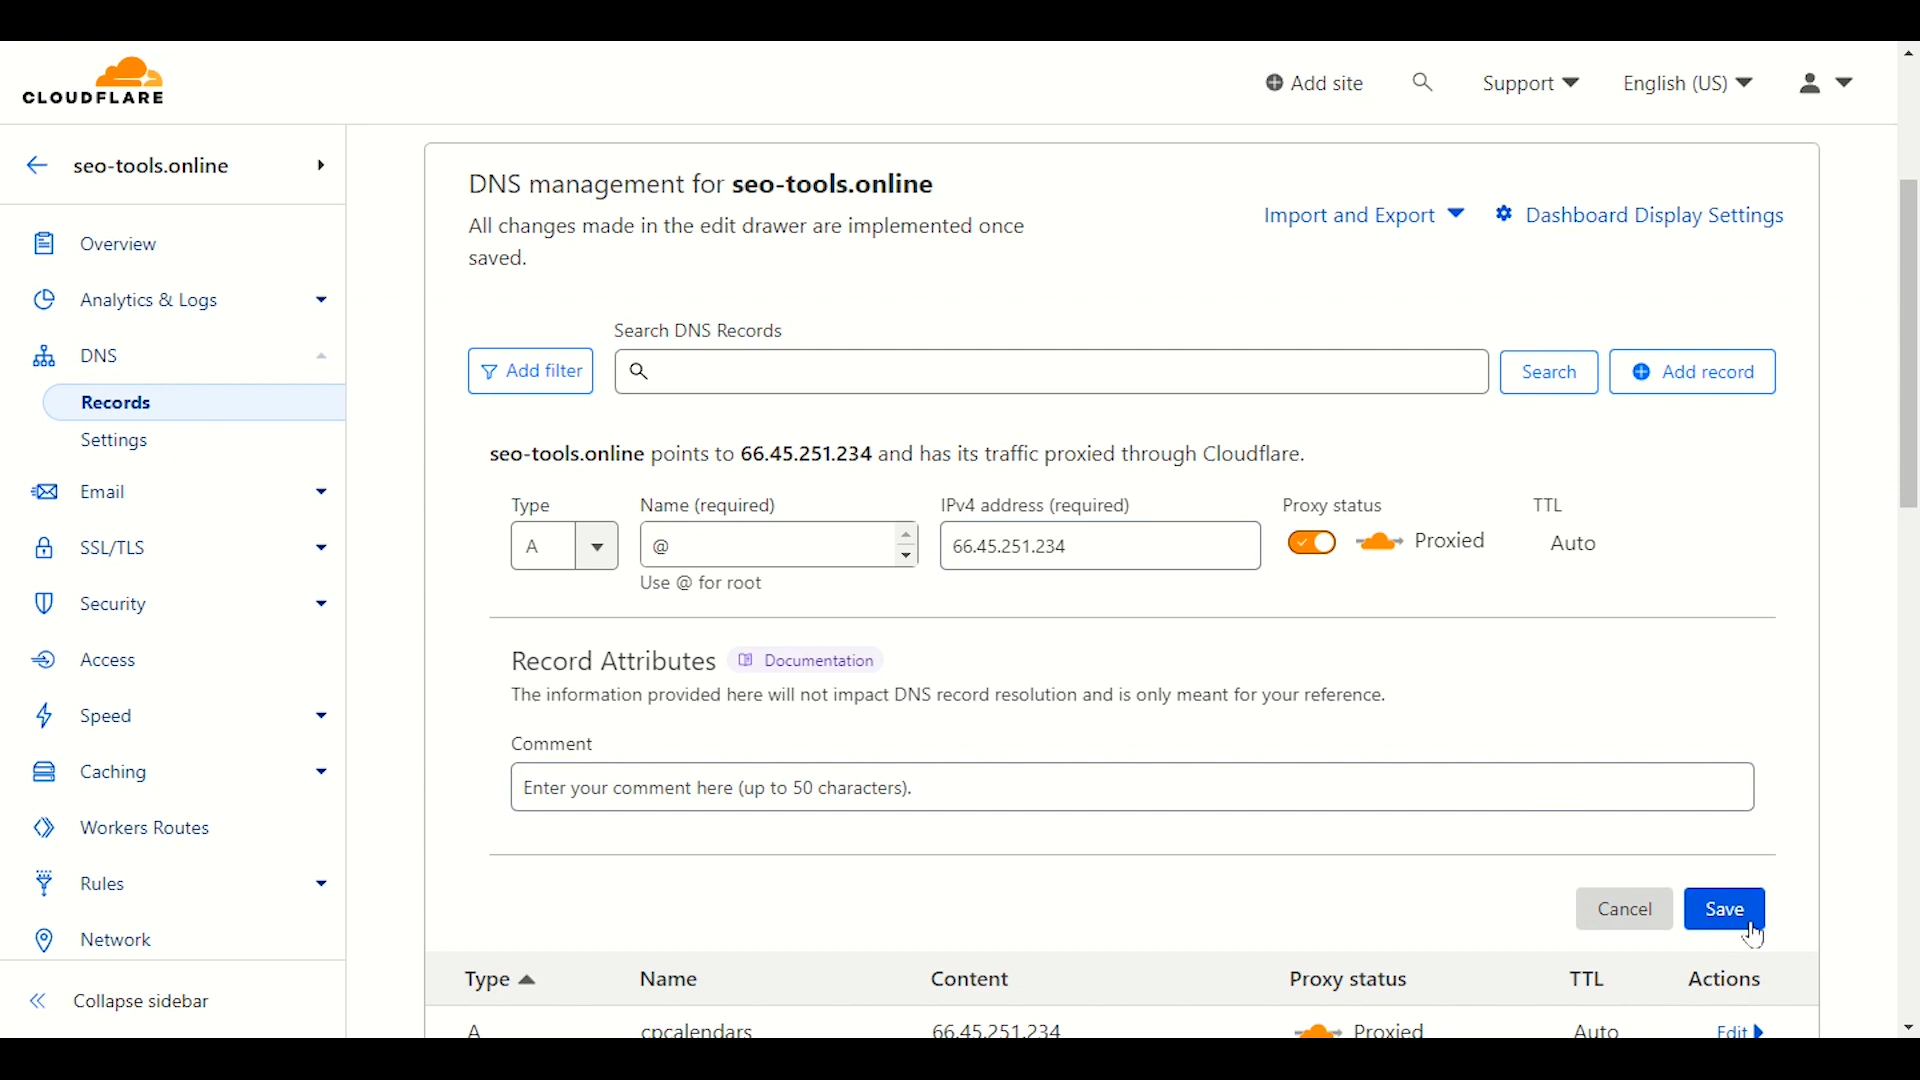 CLOUDFLARE
Add site
Support
English (US)
seo-tools.online
Overview
Analytics & Logs
DNS
Records
Settings
Email
SSL/TLS
Security
Access
Speed
Caching
Workers Routes
Rules
Network
Collapse sidebar
DNS management for seo-tools.online
All changes made in the edit drawer are implemented once
saved.
Import and Export
Dashboard Display Settings
Search DNS Records
Add filter
Search
Add record
seo-tools.online points to 66.45.251.234 and has its traffic proxied through Cloudflare.
Type Name (required) IPv4 address (required) Proxy status TTL
A @ 66.45.251.234 Proxied Auto
Use @ for root
Record Attributes Documentation
The information provided here will not impact DNS record resolution and is only meant for your reference.
Comment
Enter your comment here (up to 50 characters).
Cancel Save
Type Name Content Proxy status TTL Actions
A cpcalendars 66.45.251.234 Proxied Auto Edit